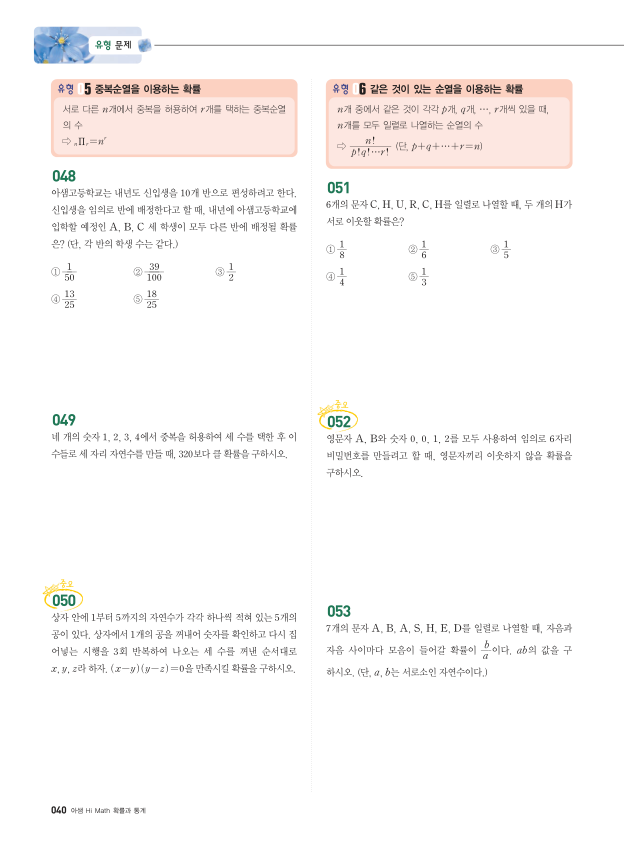 유형 문제
유형 05 중복순열을 이용하는 확률
서로 다른 n개에서 중복을 허용하여 r개를 택하는 중복순열
의 수
⇨ ₙΠᵣ=nʳ
048
아샘고등학교는 내년도 신입생을 10개 반으로 편성하려고 한다.
신입생을 임의로 반에 배정한다고 할 때, 내년에 아샘고등학교에
입학할 예정인 A, B, C 세 학생이 모두 다른 반에 배정될 확률
은? (단, 각 반의 학생 수는 같다.)
① 1/50 ② 39/100 ③ 1/2
④ 13/25 ⑤ 18/25
049
네 개의 숫자 1, 2, 3, 4에서 중복을 허용하여 세 수를 택한 후 이
수들로 세 자리 자연수를 만들 때, 320보다 클 확률을 구하시오.
중요
050
상자 안에 1부터 5까지의 자연수가 각각 하나씩 적혀 있는 5개의
공이 있다. 상자에서 1개의 공을 꺼내어 숫자를 확인하고 다시 집
어넣는 시행을 3회 반복하여 나오는 세 수를 꺼낸 순서대로
x, y, z라 하자. (x-y)(y-z)=0을 만족시킬 확률을 구하시오.
유형 06 같은 것이 있는 순열을 이용하는 확률
n개 중에서 같은 것이 각각 p개, q개, …, r개씩 있을 때,
n개를 모두 일렬로 나열하는 순열의 수
⇨ n!/p!q!…r! (단, p+q+…+r=n)
051
6개의 문자 C, H, U, R, C, H를 일렬로 나열할 때, 두 개의 H가
서로 이웃할 확률은?
① 1/8 ② 1/6 ③ 1/5
④ 1/4 ⑤ 1/3
중요
052
영문자 A, B와 숫자 0, 0, 1, 2를 모두 사용하여 임의로 6자리
비밀번호를 만들려고 할 때, 영문자끼리 이웃하지 않을 확률을
구하시오.
053
7개의 문자 A, B, A, S, H, E, D를 일렬로 나열할 때, 자음과
자음 사이마다 모음이 들어갈 확률이 b/a이다. ab의 값을 구
하시오. (단, a, b는 서로소인 자연수이다.)
040 아샘 Hi Math 확률과 통계